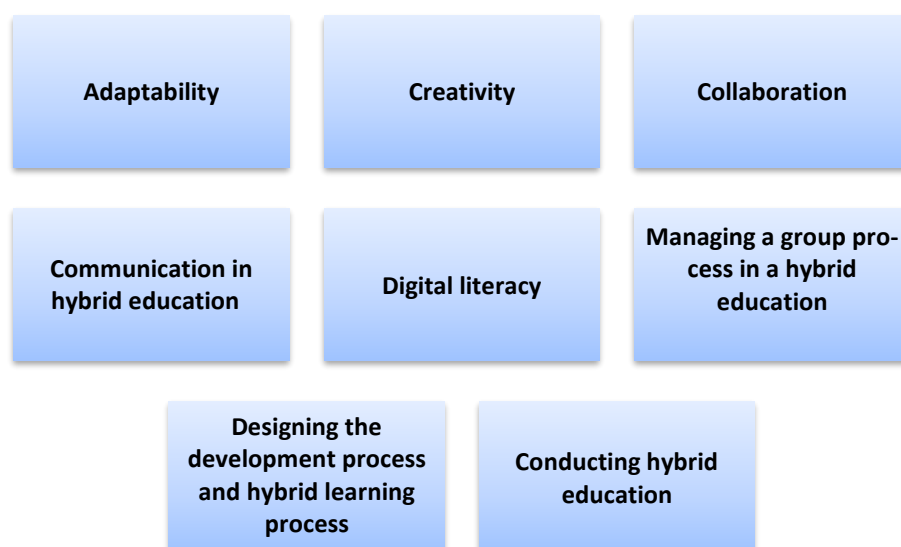 Adaptability
Creativity
Collaboration
Communication in
hybrid education
Digital literacy
Managing a group pro-
cess in a hybrid
education
Designing the
development process
and hybrid learning
process
Conducting hybrid
education